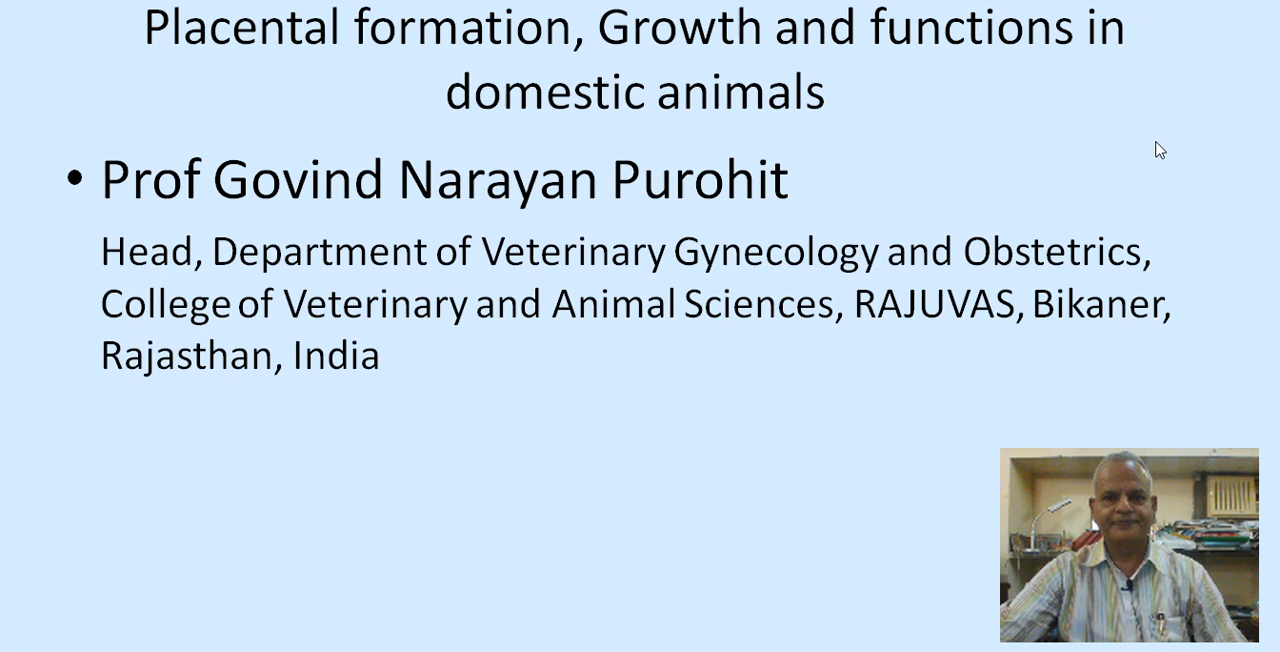 Placental formation, Growth and functions in
domestic animals
• Prof Govind Narayan Purohit
Head, Department of Veterinary Gynecology and Obstetrics,
College of Veterinary and Animal Sciences, RAJUVAS, Bikaner,
Rajasthan, India